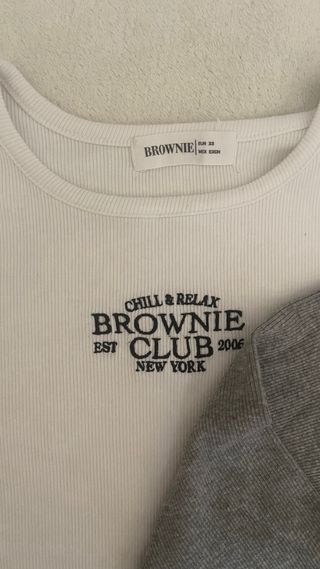 BROWNIE
CHILL & RELAX
BROWNIE
EST CLUB 2006
NEW YORK